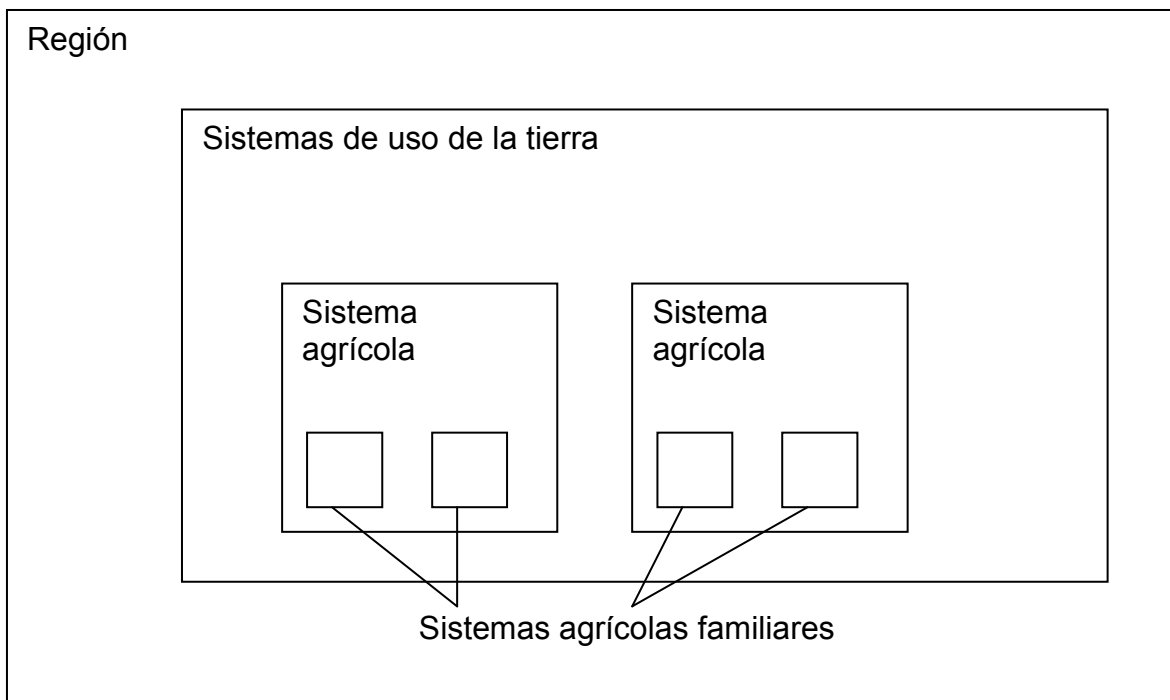 Región
Sistemas de uso de la tierra
Sistema
agrícola
Sistema
agrícola
Sistemas agrícolas familiares